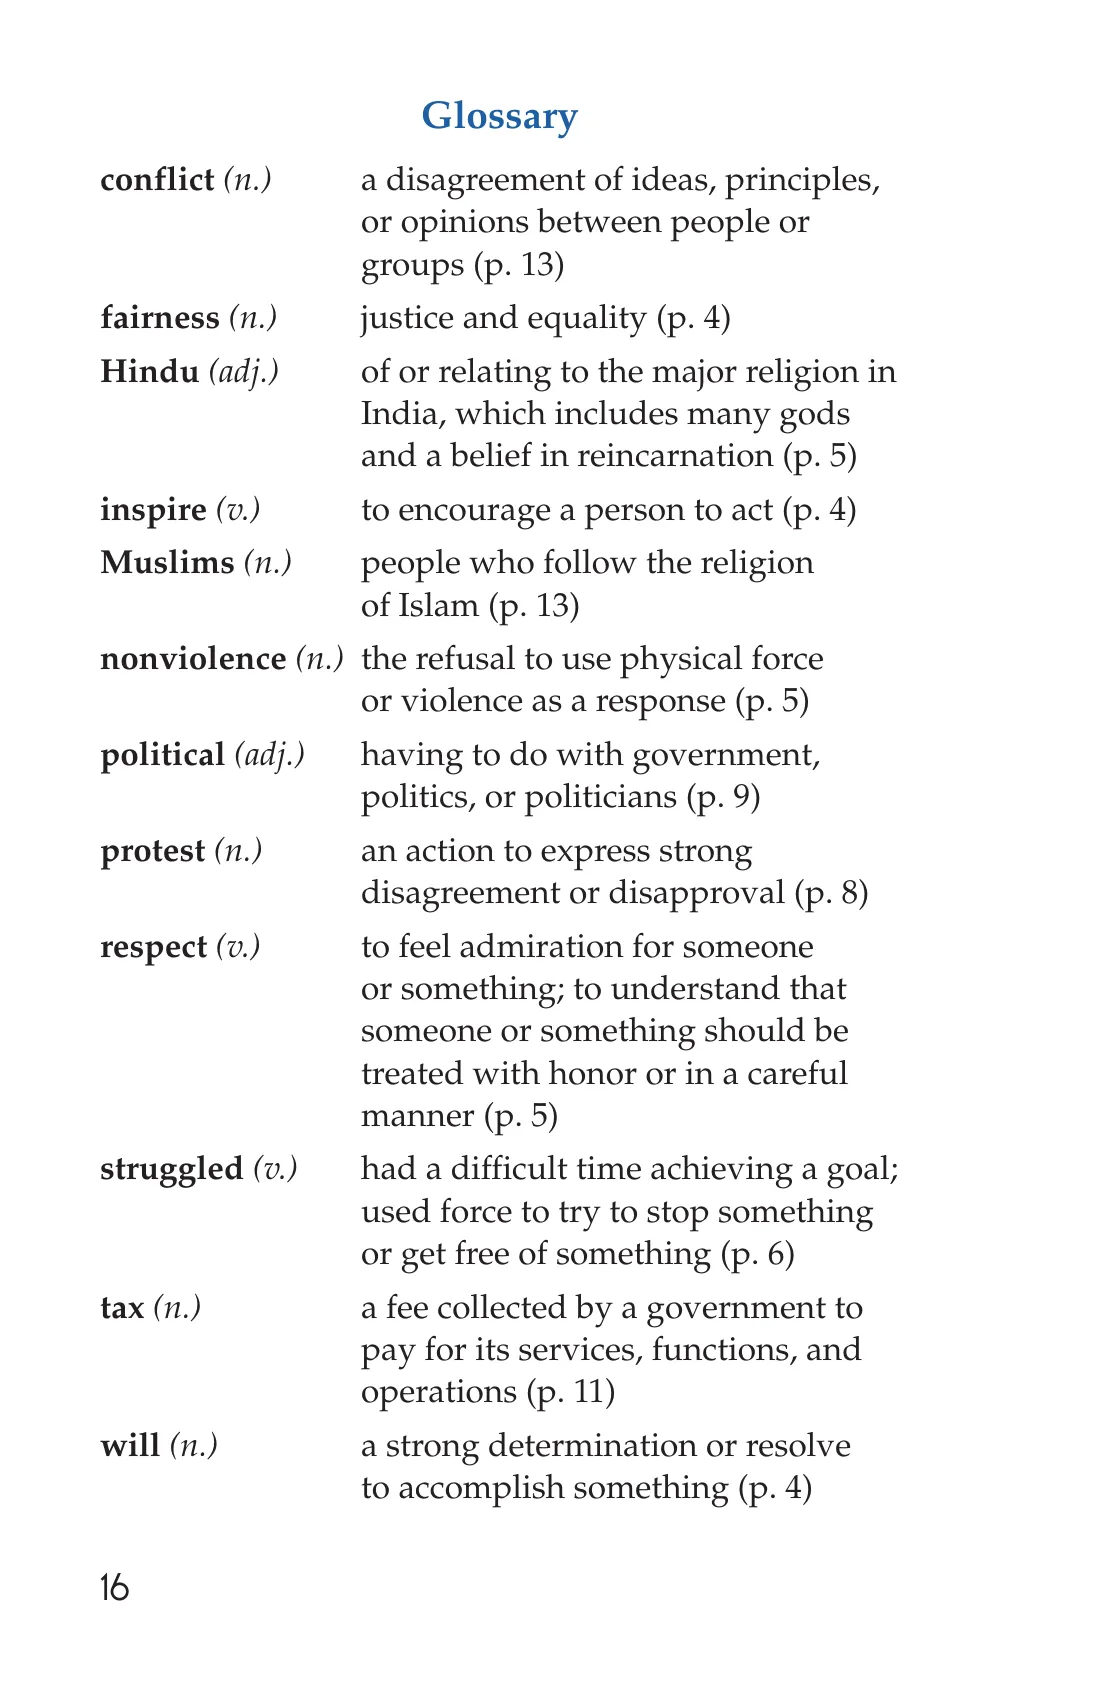 Glossary
conflict (n.) a disagreement of ideas, principles,
or opinions between people or
groups (p. 13)
fairness (n.) justice and equality (p. 4)
Hindu (adj.) of or relating to the major religion in
India, which includes many gods
and a belief in reincarnation (p. 5)
inspire (v.) to encourage a person to act (p. 4)
Muslims (n.) people who follow the religion
of Islam (p. 13)
nonviolence (n.) the refusal to use physical force
or violence as a response (p. 5)
political (adj.) having to do with government,
politics, or politicians (p. 9)
protest (n.) an action to express strong
disagreement or disapproval (p. 8)
respect (v.) to feel admiration for someone
or something; to understand that
someone or something should be
treated with honor or in a careful
manner (p. 5)
struggled (v.) had a difficult time achieving a goal;
used force to try to stop something
or get free of something (p. 6)
tax (n.) a fee collected by a government to
pay for its services, functions, and
operations (p. 11)
will (n.) a strong determination or resolve
to accomplish something (p. 4)
16